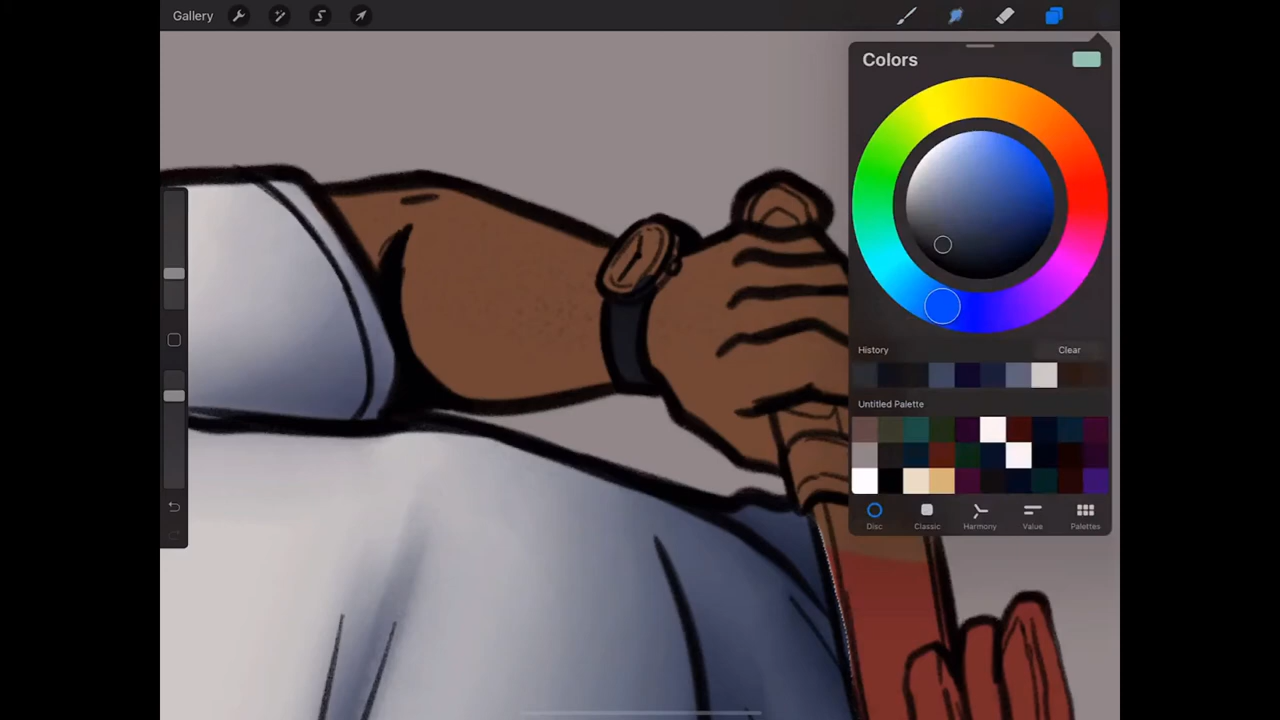 Gallery
Colors
History
Clear
Untitled Palette
Disc
Classic
Harmony
Value
Palettes